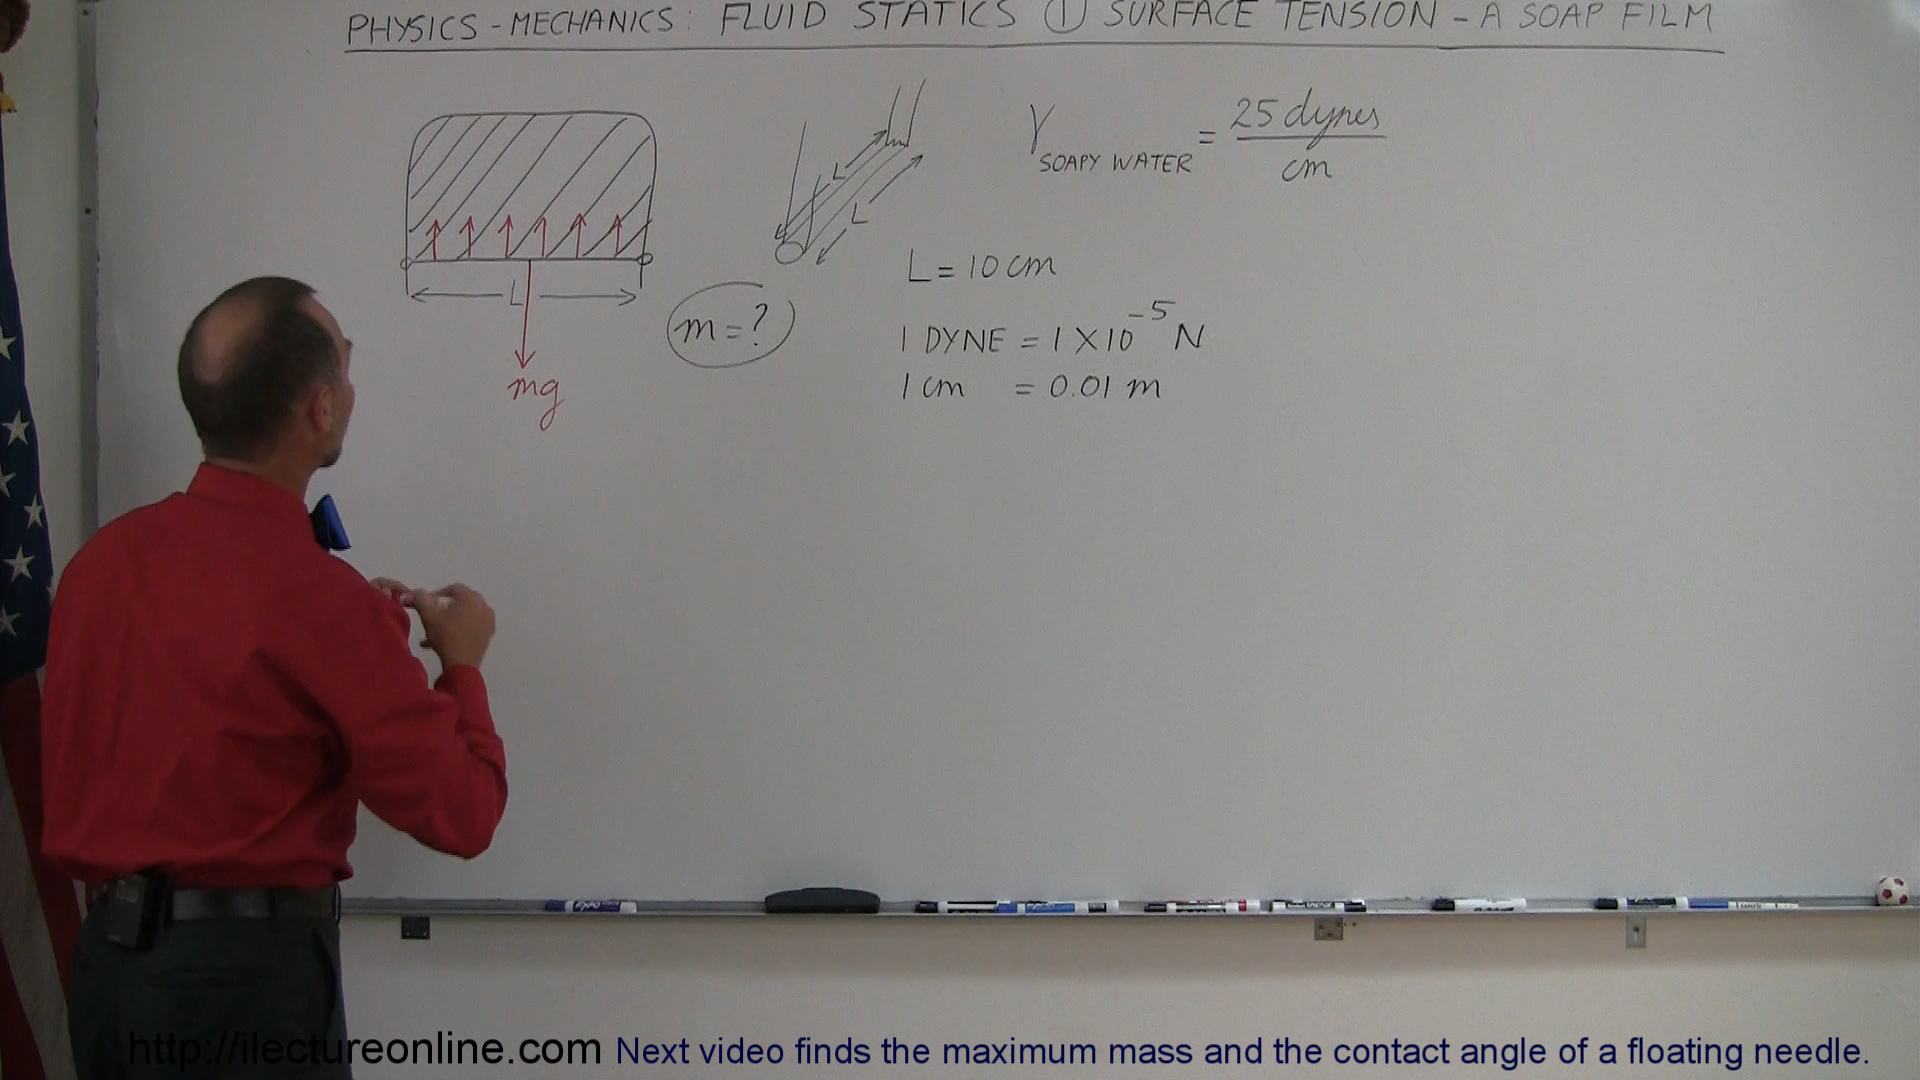 PHYSICS - MECHANICS: FLUID STATICS ① SURFACE TENSION - A SOAP FILM
γ SOAPY WATER = 25 dynes / cm
L
L
L
L = 10 cm
m = ?
1 DYNE = 1 X 10⁻⁵ N
1 cm = 0.01 m
mg
http://ilectureonline.com Next video finds the maximum mass and the contact angle of a floating needle.